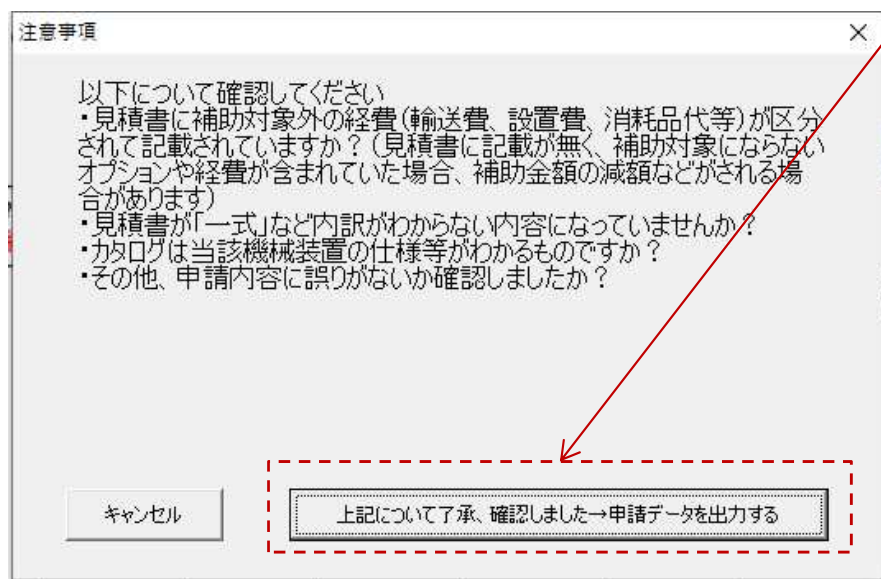 注意事項
以下について確認してください
・見積書に補助対象外の経費(輸送費、設置費、消耗品代等)が区分
されて記載されていますか?(見積書に記載が無く、補助対象にならない
オプションや経費が含まれていた場合、補助金額の減額などがされる場
合があります)
・見積書が「一式」など内訳がわからない内容になっていませんか?
・カタログは当該機械装置の仕様等がわかるものですか?
・その他、申請内容に誤りがないか確認しましたか?
キャンセル
上記について了承、確認しました→申請データを出力する